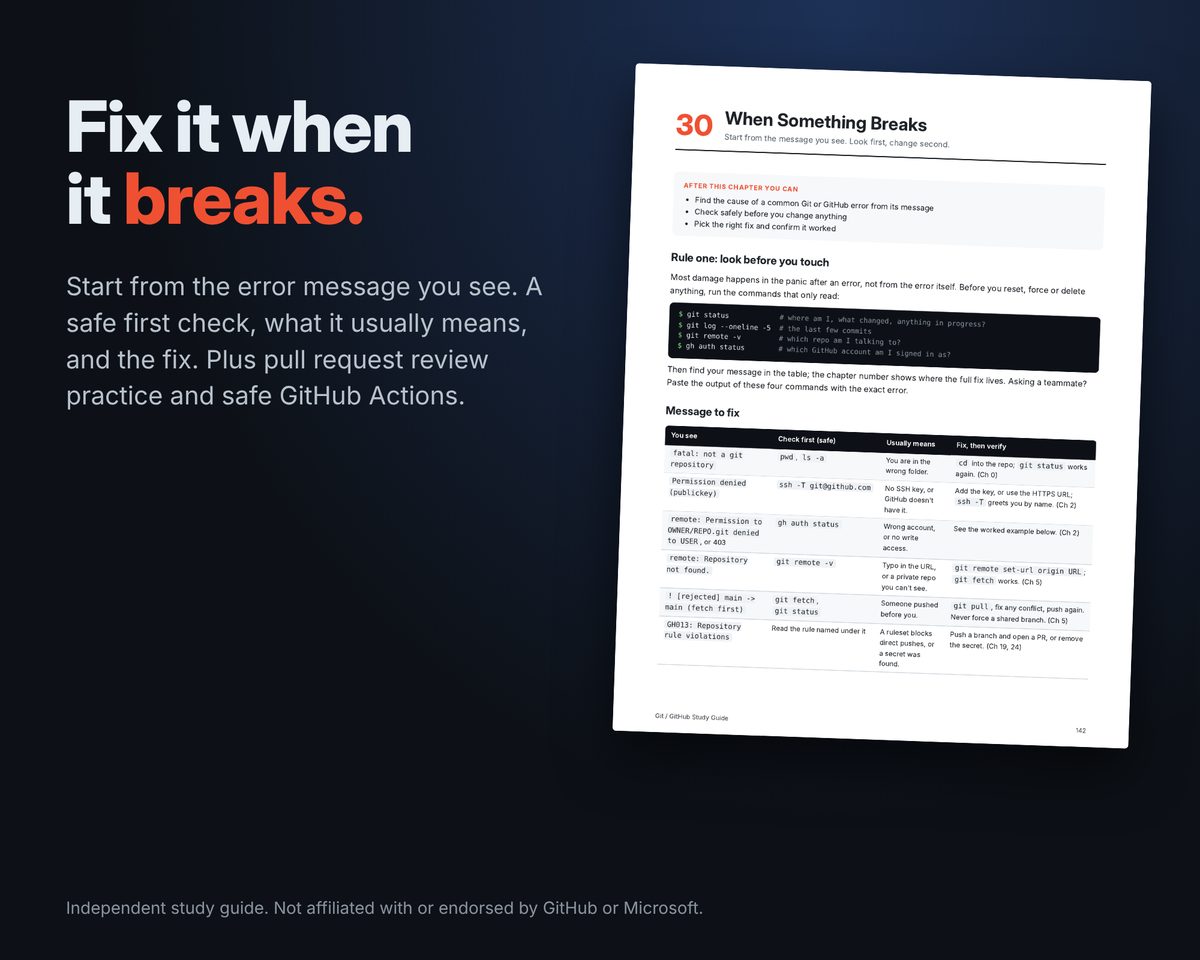 Fix it when
it breaks.
Start from the error message you see. A
safe first check, what it usually means,
and the fix. Plus pull request review
practice and safe GitHub Actions.
30 When Something Breaks
Start from the message you see. Look first, change second.
AFTER THIS CHAPTER YOU CAN
• Find the cause of a common Git or GitHub error from its message
• Check safely before you change anything
• Pick the right fix and confirm it worked
Rule one: look before you touch
Most damage happens in the panic after an error, not from the error itself. Before you reset, force or delete
anything, run the commands that only read:
$ git status # where am I, what changed, anything in progress?
$ git log --oneline -5 # the last few commits
$ git remote -v # which repo am I talking to?
$ gh auth status # which GitHub account am I signed in as?
Then find your message in the table; the chapter number shows where the full fix lives. Asking a teammate?
Paste the output of these four commands with the exact error.
Message to fix
You see Check first (safe) Usually means Fix, then verify
fatal: not a git
repository
pwd, ls -a
You are in the
wrong folder.
cd into the repo; git status works
again. (Ch 0)
Permission denied
(publickey)
ssh -T git@github.com
No SSH key, or
GitHub doesn't
have it.
Add the key, or use the HTTPS URL;
ssh -T greets you by name. (Ch 2)
remote: Permission to
OWNER/REPO.git denied
to USER, or 403
gh auth status
Wrong account,
or no write
access.
See the worked example below. (Ch 2)
remote: Repository
not found.
git remote -v
Typo in the URL,
or a private repo
you can't see.
git remote set-url origin URL;
git fetch works. (Ch 5)
! [rejected] main ->
main (fetch first)
git fetch,
git status
Someone pushed
before you.
git pull, fix any conflict, push again.
Never force a shared branch. (Ch 5)
GH013: Repository
rule violations
Read the rule named under it
A ruleset blocks
direct pushes, or
a secret was
found.
Push a branch and open a PR, or remove
the secret. (Ch 19, 24)
Git / GitHub Study Guide
142
Independent study guide. Not affiliated with or endorsed by GitHub or Microsoft.